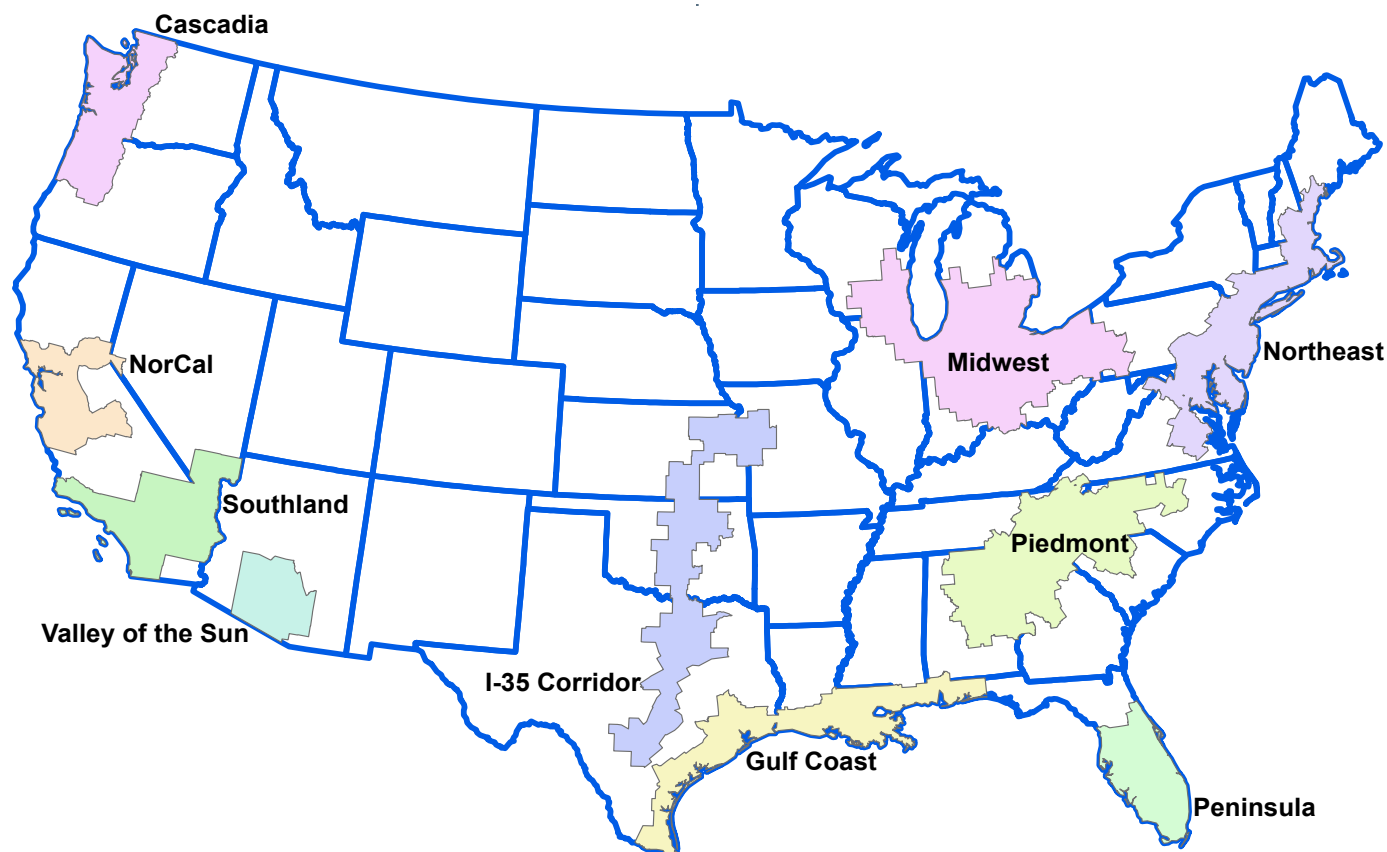 Cascadia
NorCal
Midwest
Northeast
Southland
Piedmont
Valley of the Sun
I-35 Corridor
Gulf Coast
Peninsula